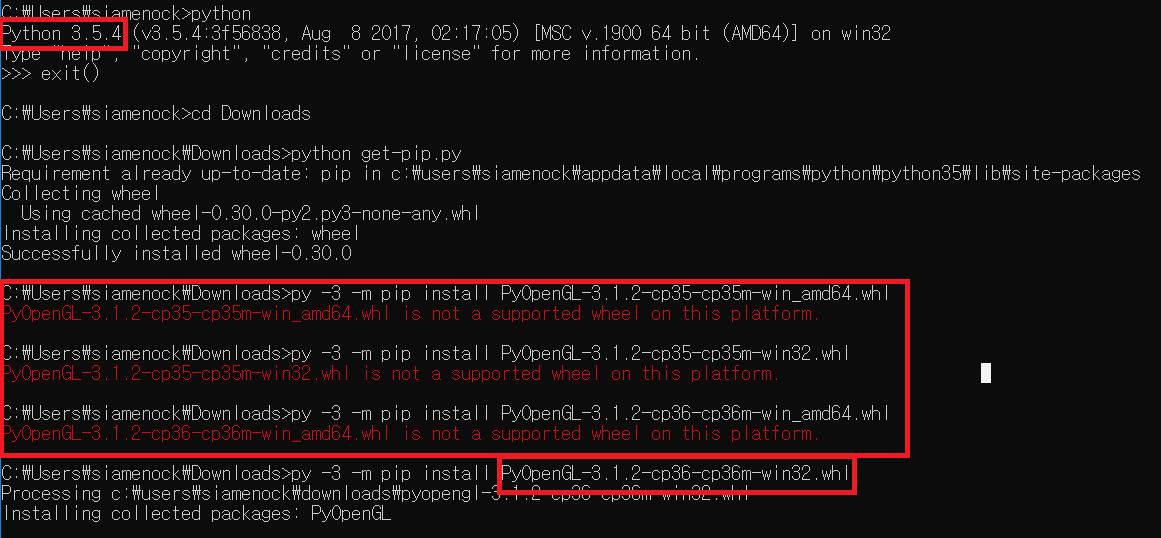 C:₩Users₩siamenock>python
Python 3.5.4 (v3.5.4:3f56838, Aug  8 2017, 02:17:05) [MSC v.1900 64 bit (AMD64)] on win32
Type "help", "copyright", "credits" or "license" for more information.
>>> exit()
C:₩Users₩siamenock>cd Downloads
C:₩Users₩siamenock₩Downloads>python get-pip.py
Requirement already up-to-date: pip in c:₩users₩siamenock₩appdata₩local₩programs₩python₩python35₩lib₩site-packages
Collecting wheel
  Using cached wheel-0.30.0-py2.py3-none-any.whl
Installing collected packages: wheel
Successfully installed wheel-0.30.0
C:₩Users₩siamenock₩Downloads>py -3 -m pip install PyOpenGL-3.1.2-cp35-cp35m-win_amd64.whl
PyOpenGL-3.1.2-cp35-cp35m-win_amd64.whl is not a supported wheel on this platform.
C:₩Users₩siamenock₩Downloads>py -3 -m pip install PyOpenGL-3.1.2-cp35-cp35m-win32.whl
PyOpenGL-3.1.2-cp35-cp35m-win32.whl is not a supported wheel on this platform.
C:₩Users₩siamenock₩Downloads>py -3 -m pip install PyOpenGL-3.1.2-cp36-cp36m-win_amd64.whl
PyOpenGL-3.1.2-cp36-cp36m-win_amd64.whl is not a supported wheel on this platform.
C:₩Users₩siamenock₩Downloads>py -3 -m pip install PyOpenGL-3.1.2-cp36-cp36m-win32.whl
Processing c:₩users₩siamenock₩downloads₩pyopengl-3.1.2-cp36-cp36m-win32.whl
Installing collected packages: PyOpenGL